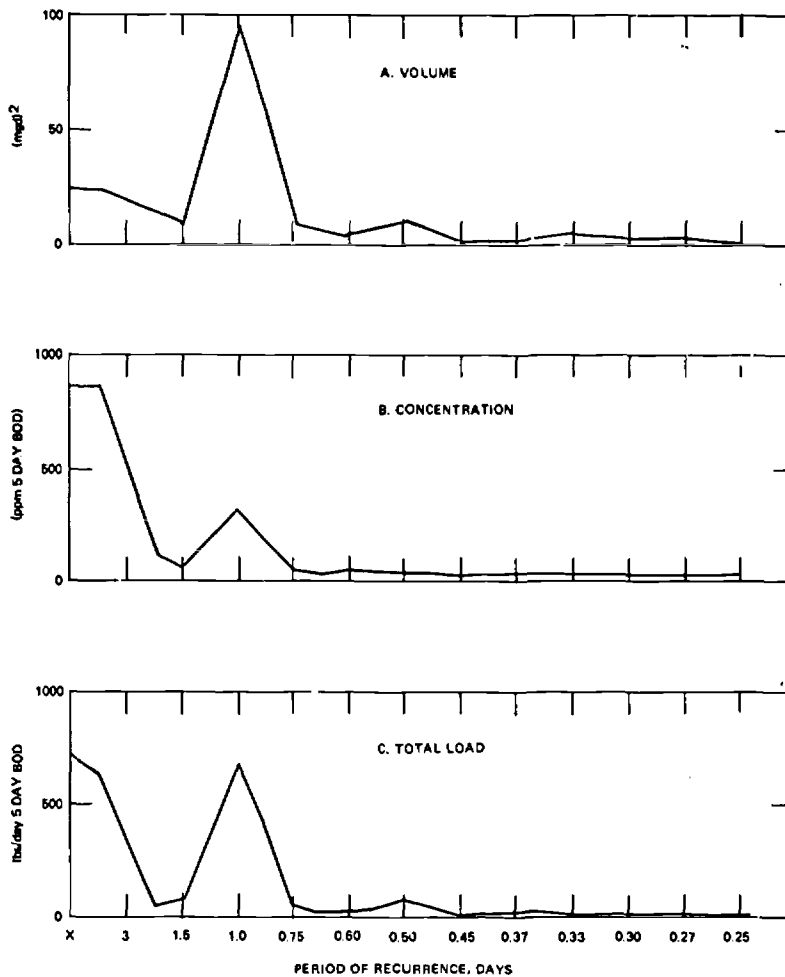 100
50
0
(mgd)2
A. VOLUME
1000
500
0
(ppm 5 DAY BOD)
B. CONCENTRATION
1000
500
0
lbs/day 5 DAY BOD
C. TOTAL LOAD
X 3 1.5 1.0 0.75 0.60 0.50 0.45 0.37 0.33 0.30 0.27 0.25
PERIOD OF RECURRENCE, DAYS